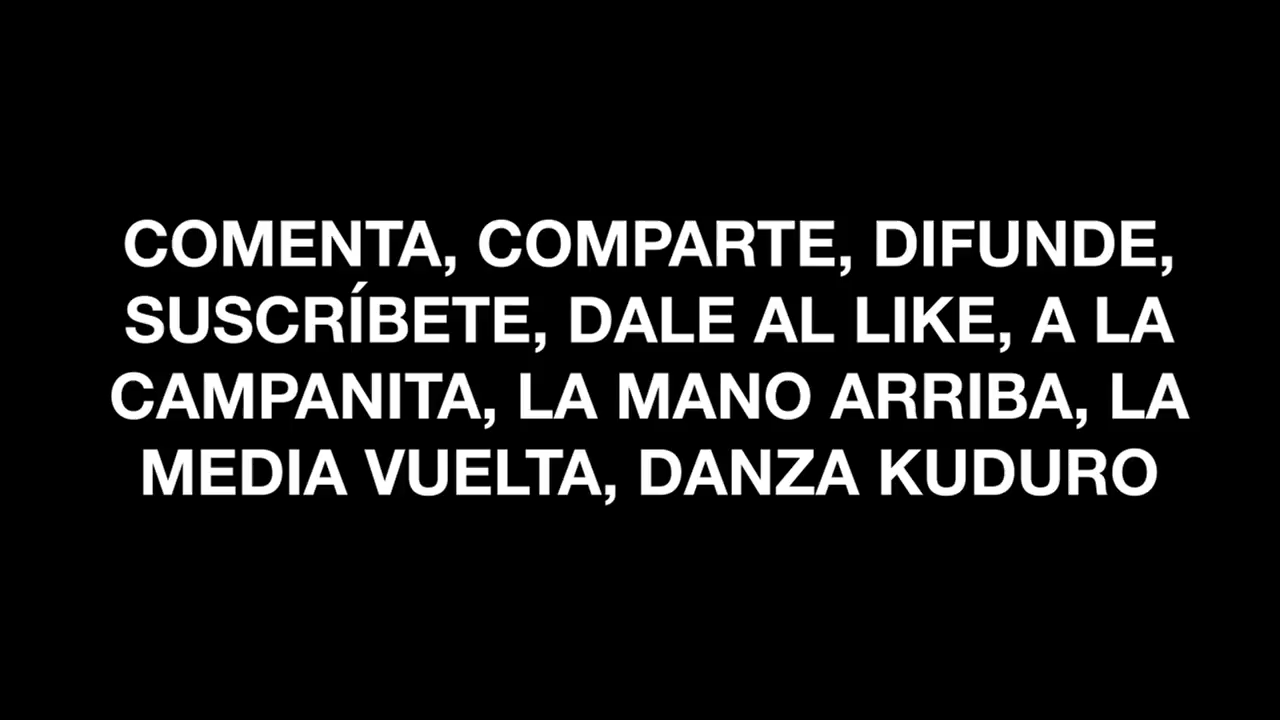 COMENTA, COMPARTE, DIFUNDE,
SUSCRÍBETE, DALE AL LIKE, A LA
CAMPANITA, LA MANO ARRIBA, LA
MEDIA VUELTA, DANZA KUDURO